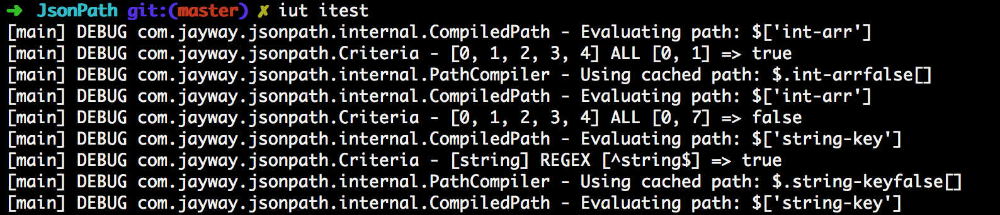 ➜ JsonPath git:(master) ✗ iut itest
[main] DEBUG com.jayway.jsonpath.internal.CompiledPath - Evaluating path: $['int-arr']
[main] DEBUG com.jayway.jsonpath.Criteria - [0, 1, 2, 3, 4] ALL [0, 1] => true
[main] DEBUG com.jayway.jsonpath.internal.PathCompiler - Using cached path: $.int-arrfalse[]
[main] DEBUG com.jayway.jsonpath.internal.CompiledPath - Evaluating path: $['int-arr']
[main] DEBUG com.jayway.jsonpath.Criteria - [0, 1, 2, 3, 4] ALL [0, 7] => false
[main] DEBUG com.jayway.jsonpath.internal.CompiledPath - Evaluating path: $['string-key']
[main] DEBUG com.jayway.jsonpath.Criteria - [string] REGEX [^string$] => true
[main] DEBUG com.jayway.jsonpath.internal.PathCompiler - Using cached path: $.string-keyfalse[]
[main] DEBUG com.jayway.jsonpath.internal.CompiledPath - Evaluating path: $['string-key']